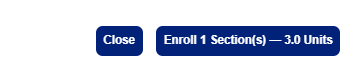 Close
Enroll 1 Section(s) — 3.0 Units